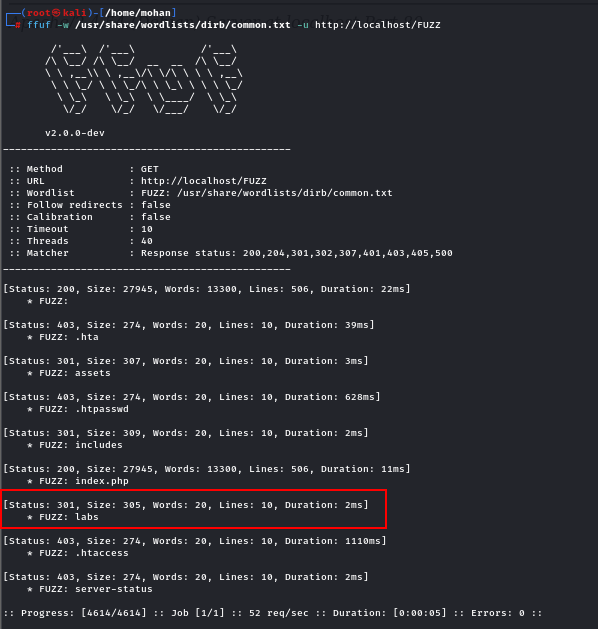 ┌──(root㉿kali)-[/home/mohan]
└─# ffuf -w /usr/share/wordlists/dirb/common.txt -u http://localhost/FUZZ

        /'___\  /'___\           /'___\
       /\ \__/ /\ \__/  __  __  /\ \__/
       \ \ ,__\\ \ ,__\/\ \/\ \ \ \ ,__\
        \ \ \_/ \ \ \_/\ \ \_\ \ \ \ \_/
         \ \_\   \ \_\  \ \____/  \ \_\
          \/_/    \/_/   \/___/    \/_/

       v2.0.0-dev
________________________________________________

 :: Method           : GET
 :: URL              : http://localhost/FUZZ
 :: Wordlist         : FUZZ: /usr/share/wordlists/dirb/common.txt
 :: Follow redirects : false
 :: Calibration      : false
 :: Timeout          : 10
 :: Threads          : 40
 :: Matcher          : Response status: 200,204,301,302,307,401,403,405,500
________________________________________________

[Status: 200, Size: 27945, Words: 13300, Lines: 506, Duration: 22ms]
    * FUZZ:

[Status: 403, Size: 274, Words: 20, Lines: 10, Duration: 39ms]
    * FUZZ: .hta

[Status: 301, Size: 307, Words: 20, Lines: 10, Duration: 3ms]
    * FUZZ: assets

[Status: 403, Size: 274, Words: 20, Lines: 10, Duration: 628ms]
    * FUZZ: .htpasswd

[Status: 301, Size: 309, Words: 20, Lines: 10, Duration: 2ms]
    * FUZZ: includes

[Status: 200, Size: 27945, Words: 13300, Lines: 506, Duration: 11ms]
    * FUZZ: index.php

[Status: 301, Size: 305, Words: 20, Lines: 10, Duration: 2ms]
    * FUZZ: labs

[Status: 403, Size: 274, Words: 20, Lines: 10, Duration: 1110ms]
    * FUZZ: .htaccess

[Status: 403, Size: 274, Words: 20, Lines: 10, Duration: 2ms]
    * FUZZ: server-status

:: Progress: [4614/4614] :: Job [1/1] :: 52 req/sec :: Duration: [0:00:05] :: Errors: 0 ::